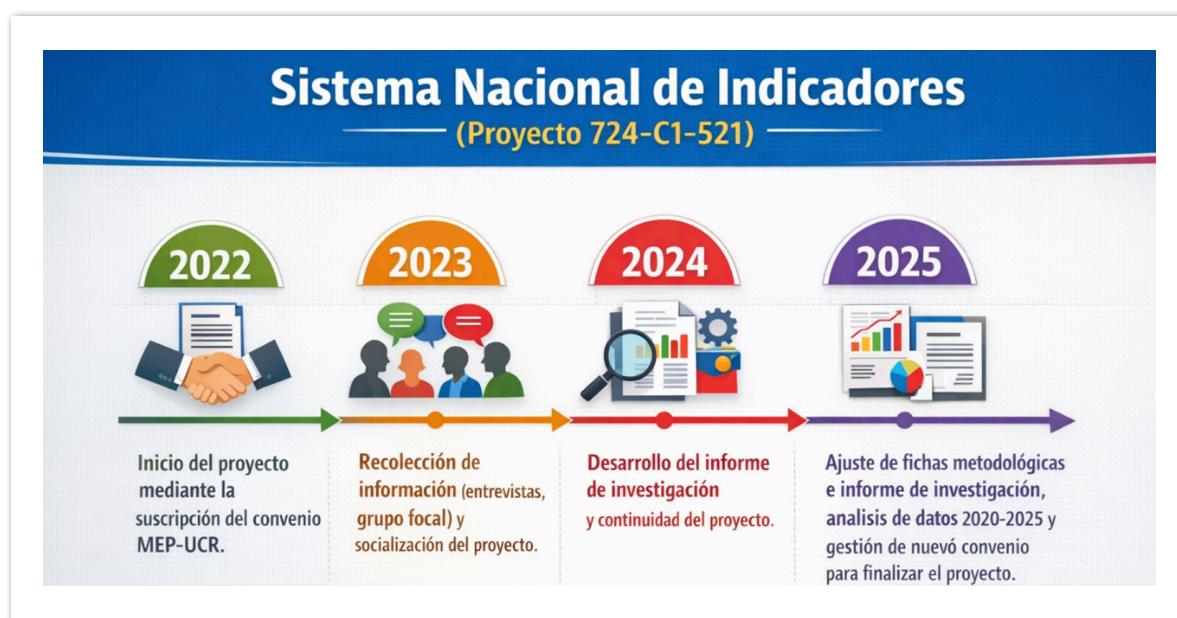 Sistema Nacional de Indicadores
(Proyecto 724-C1-521)
2022
Inicio del proyecto
mediante la
suscripción del convenio
MEP-UCR.
2023
Recolección de
información (entrevistas,
grupo focal) y
socialización del proyecto.
2024
Desarrollo del informe
de investigación
y continuidad del proyecto.
2025
Ajuste de fichas metodológicas
e informe de investigación,
analisis de datos 2020-2025 y
gestión de nuevó convenio
para finalizar el proyecto.